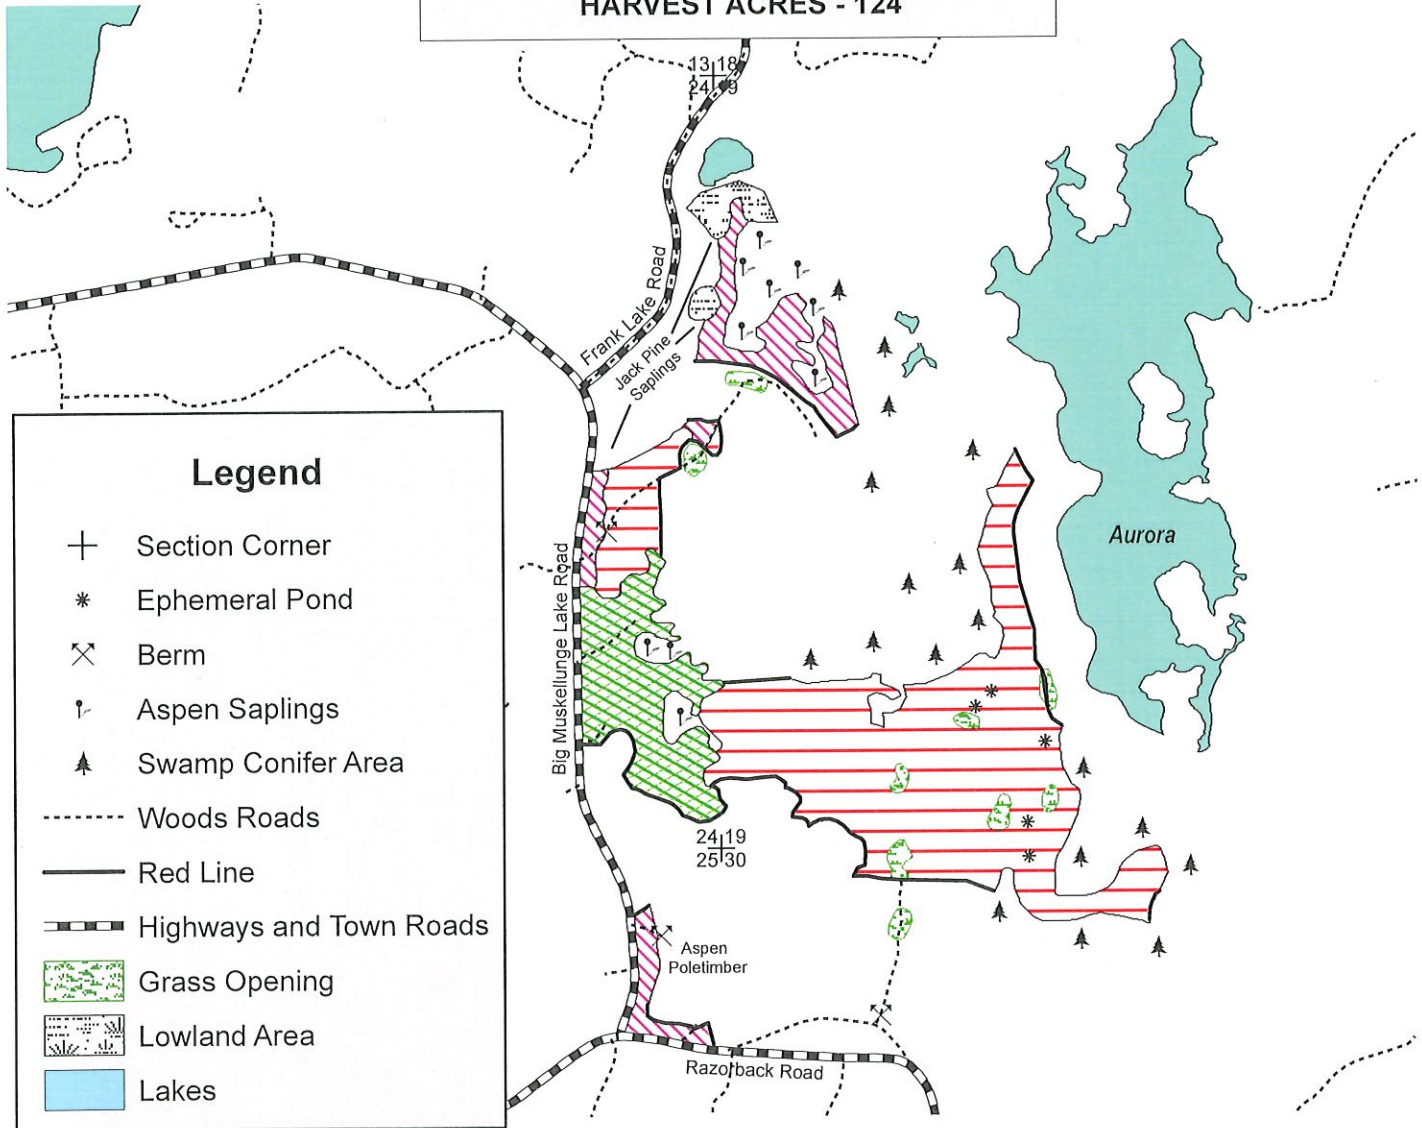 HARVEST ACRES - 124
13 18
24 19
Frank Lake Road
Jack Pine
Saplings
Legend
Section Corner
Ephemeral Pond
Berm
Aspen Saplings
Swamp Conifer Area
Woods Roads
Red Line
Highways and Town Roads
Grass Opening
Lowland Area
Lakes
Big Muskellunge Lake Road
Aurora
24 19
25 30
Aspen
Poletimber
Razorback Road